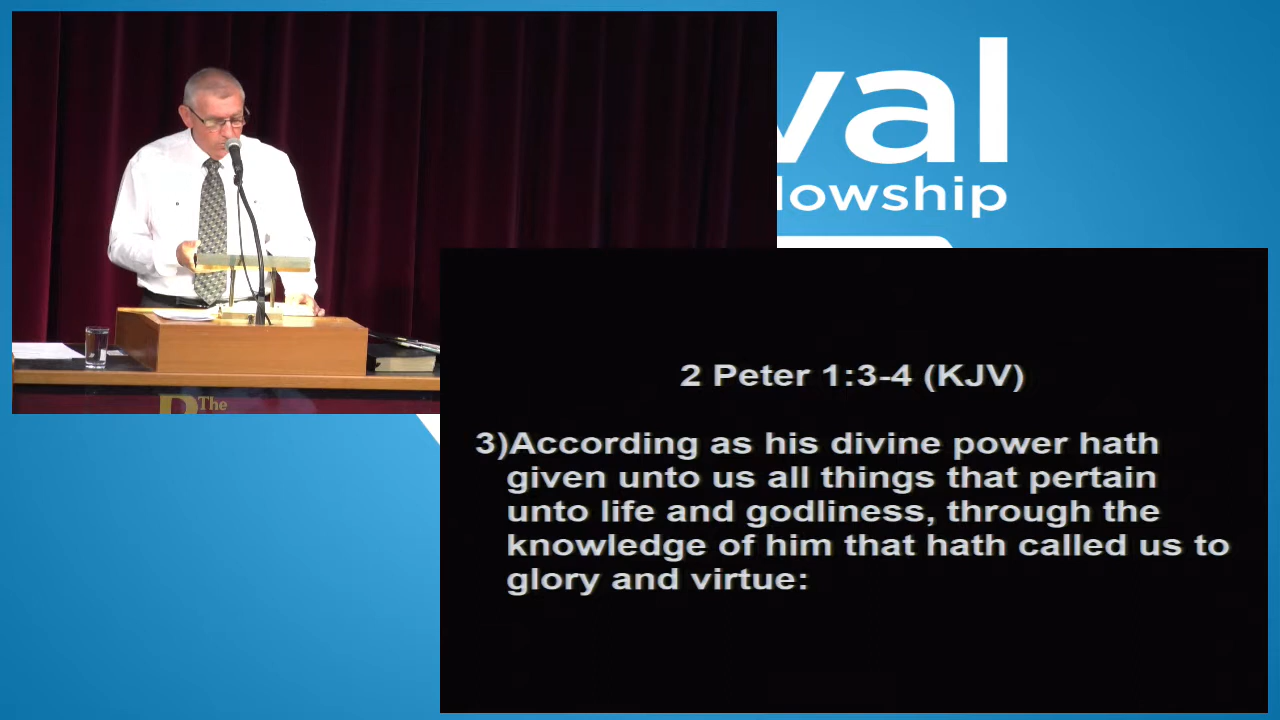 val
lowship
The
2 Peter 1:3-4 (KJV)
3)According as his divine power hath
given unto us all things that pertain
unto life and godliness, through the
knowledge of him that hath called us to
glory and virtue: